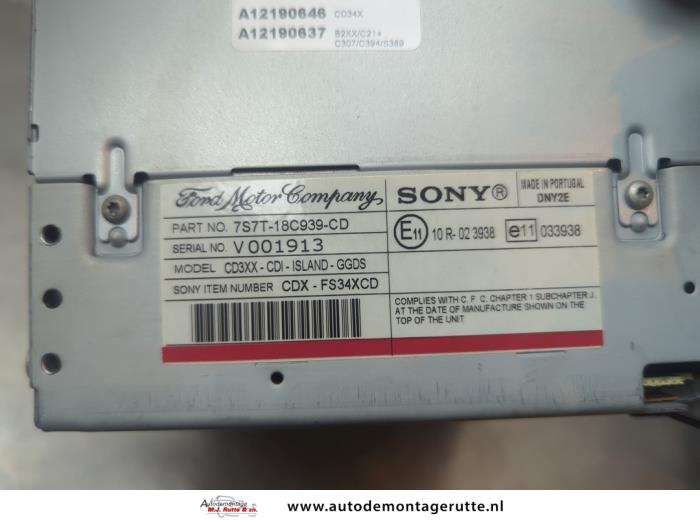 A12190646 CD34X
A12190637 B2XX/C214
C307/C394/S389
Ford Motor Company
PART NO. 7S7T-18C939-CD
SERIAL NO. V001913
MODEL CD3XX - CDI - ISLAND - GGDS
SONY ITEM NUMBER CDX - FS34XCD
SONY®
MADE IN PORTUGAL
DNY2E
E11 10 R- 02 3938 e11 033938
COMPLIES WITH C. F. C. CHAPTER 1 SUBCHAPTER J.
AT THE DATE OF MANUFACTURE SHOWN ON THE
TOP OF THE UNIT
Autodemontage
M.J. Rutte & zn.
www.autodemontagerutte.nl